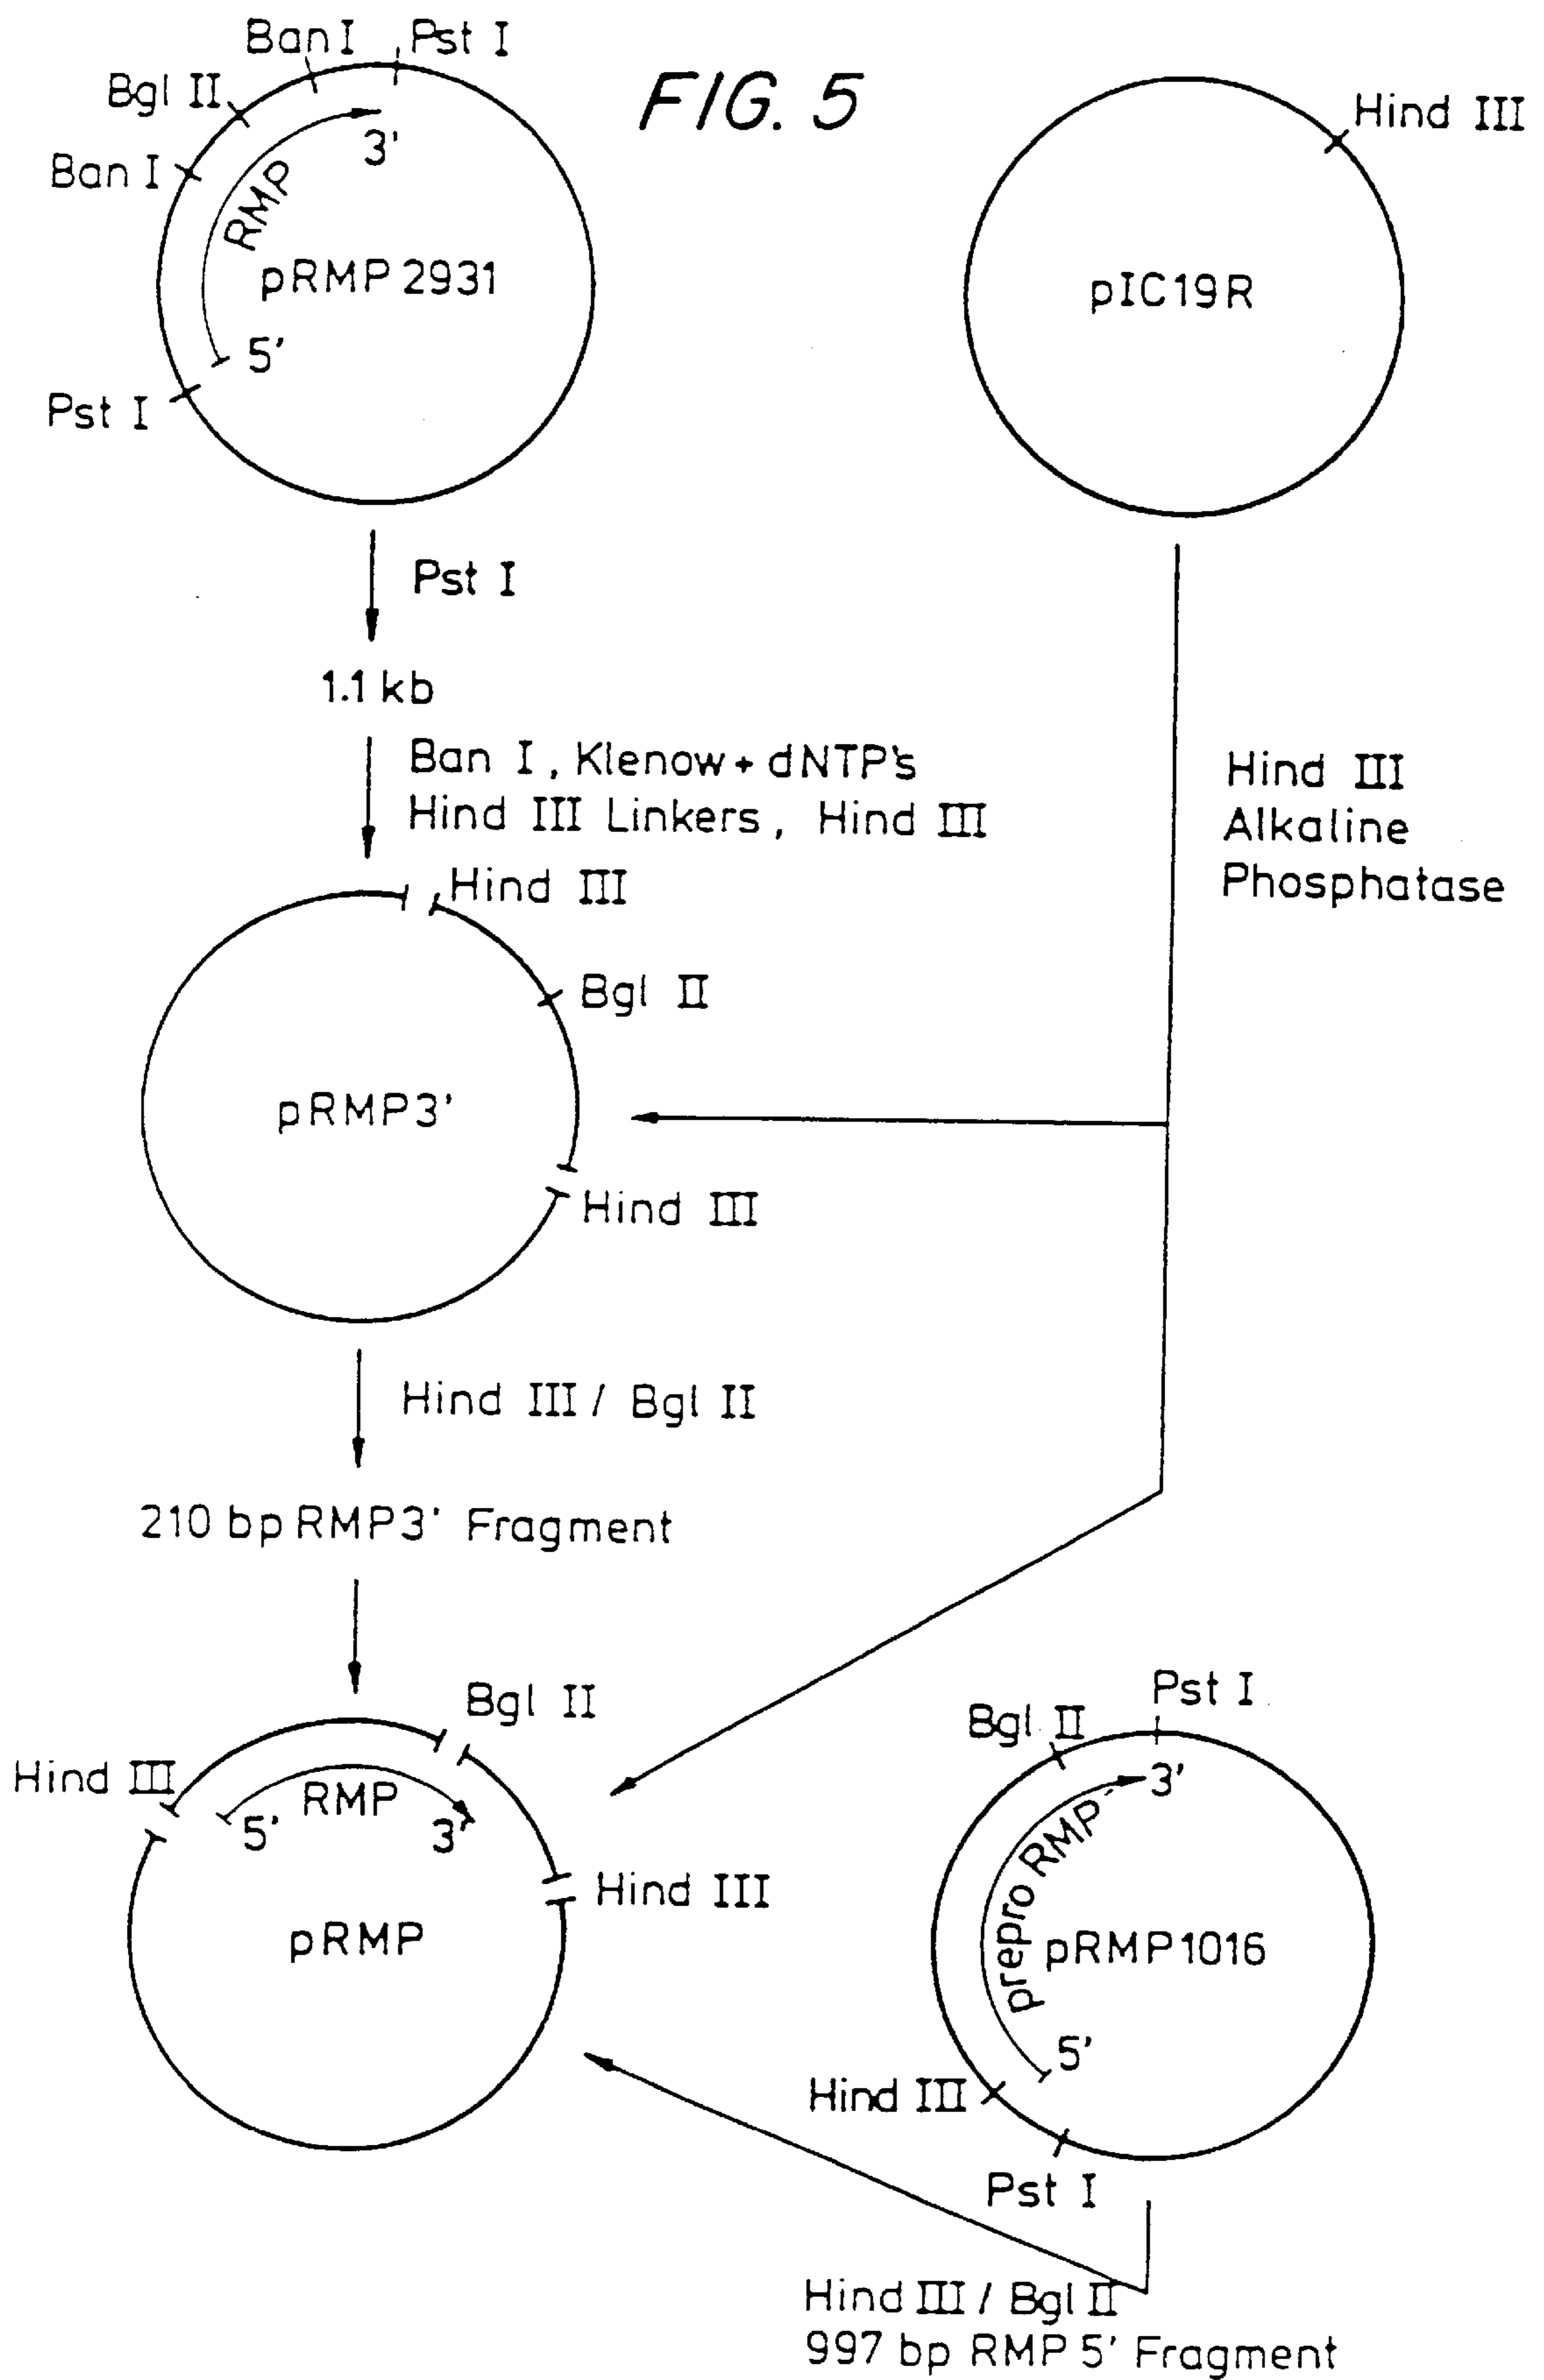 FIG. 5
Ban I
Pst I
Bgl II
Ban I
3'
RMP
pRMP 2931
5'
Pst I
Hind III
pIC19R
Pst I
1.1 kb
Ban I, Klenow + dNTP's
Hind III Linkers, Hind III
Hind III
Alkaline
Phosphatase
Hind III
Bgl II
pRMP3'
Hind III
Hind III / Bgl II
210 bp RMP3' Fragment
Bgl II
Hind III
RMP
5'
3'
Hind III
pRMP
Pst I
Bgl II
3'
prepro RMP
pRMP1016
5'
Hind III
Pst I
Hind III / Bgl II
997 bp RMP 5' Fragment